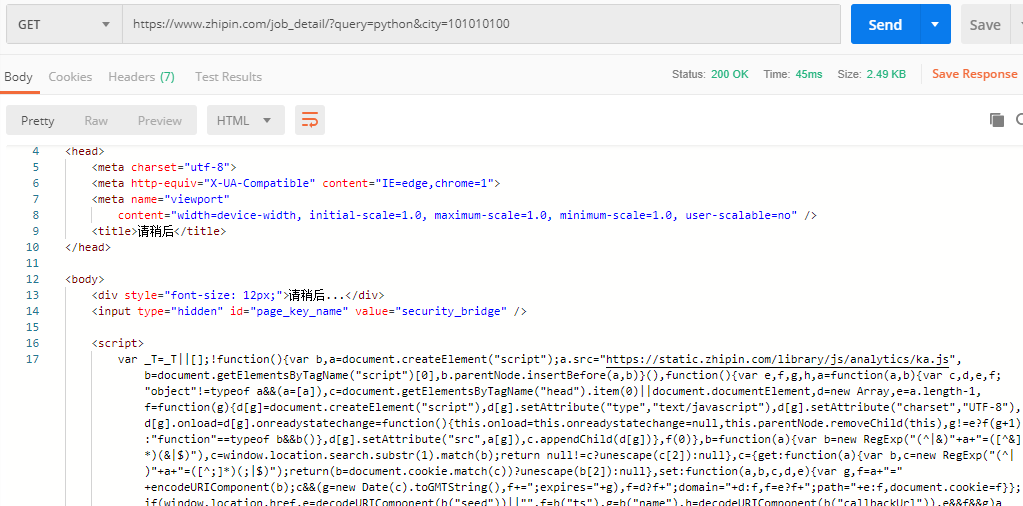 GET https://www.zhipin.com/job_detail/?query=python&city=101010100 Send Save
Body Cookies Headers (7) Test Results Status: 200 OK Time: 45ms Size: 2.49 KB Save Response
Pretty Raw Preview HTML
4 <head>
5 <meta charset="utf-8">
6 <meta http-equiv="X-UA-Compatible" content="IE=edge,chrome=1">
7 <meta name="viewport"
8 content="width=device-width, initial-scale=1.0, maximum-scale=1.0, minimum-scale=1.0, user-scalable=no" />
9 <title>请稍后</title>
10 </head>
11
12 <body>
13 <div style="font-size: 12px;">请稍后...</div>
14 <input type="hidden" id="page_key_name" value="security_bridge" />
15
16 <script>
17 var _T=_T||[];!function(){var b,a=document.createElement("script");a.src="https://static.zhipin.com/library/js/analytics/ka.js",
b=document.getElementsByTagName("script")[0],b.parentNode.insertBefore(a,b)}(),function(){var e,f,g,h,a=function(a,b){var c,d,e,f;
"object"!=typeof a&&(a=[a]),c=document.getElementsByTagName("head").item(0)||document.documentElement,d=new Array,e=a.length-1,
f=function(g){d[g]=document.createElement("script"),d[g].setAttribute("type","text/javascript"),d[g].setAttribute("charset","UTF-8"),
d[g].onload=d[g].onreadystatechange=function(){this.onload=this.onreadystatechange=null,this.parentNode.removeChild(this),g!=e?f(g+1)
:"function"==typeof b&&b()},d[g].setAttribute("src",a[g]),c.appendChild(d[g])},f(0)},b=function(a){var b=new RegExp("(^|&)"+a+"=([^&]
*)(&|$)"),c=window.location.search.substr(1).match(b);return null!=c?unescape(c[2]):null},c={get:function(a){var b,c=new RegExp("(^|
)"+a+"=([^;]*)(;|$)");return(b=document.cookie.match(c))?unescape(b[2]):null},set:function(a,b,c,d,e){var g,f=a+"="
+encodeURIComponent(b);c&&(g=new Date(c).toGMTString(),f+=";expires="+g),f=d?f+";domain="+d:f,f=e?f+";path="+e:f,document.cookie=f}};
if(window.location.href,e=decodeURIComponent(b("seed"))||"",f=b("ts"),g=b("name"),h=decodeURIComponent(b("callbackUrl")),e&&f&&g)a